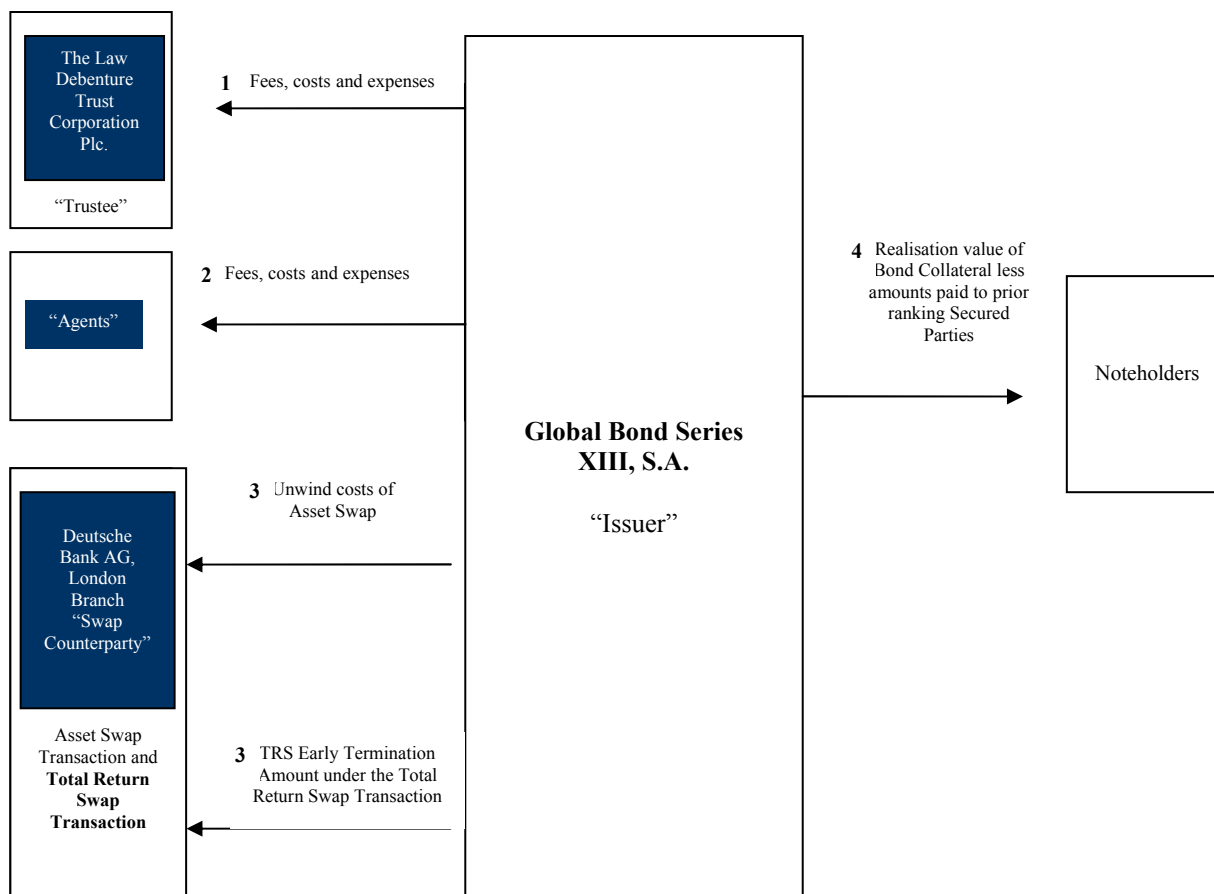 The Law
Debenture
Trust
Corporation
Plc.
“Trustee”
1 Fees, costs and expenses
2 Fees, costs and expenses
“Agents”
4 Realisation value of
Bond Collateral less
amounts paid to prior
ranking Secured
Parties
Noteholders
Global Bond Series
XIII, S.A.
“Issuer”
3 Unwind costs of
Asset Swap
Deutsche
Bank AG,
London
Branch
“Swap
Counterparty”
Asset Swap
Transaction and
Total Return
Swap
Transaction
3 TRS Early Termination
Amount under the Total
Return Swap Transaction